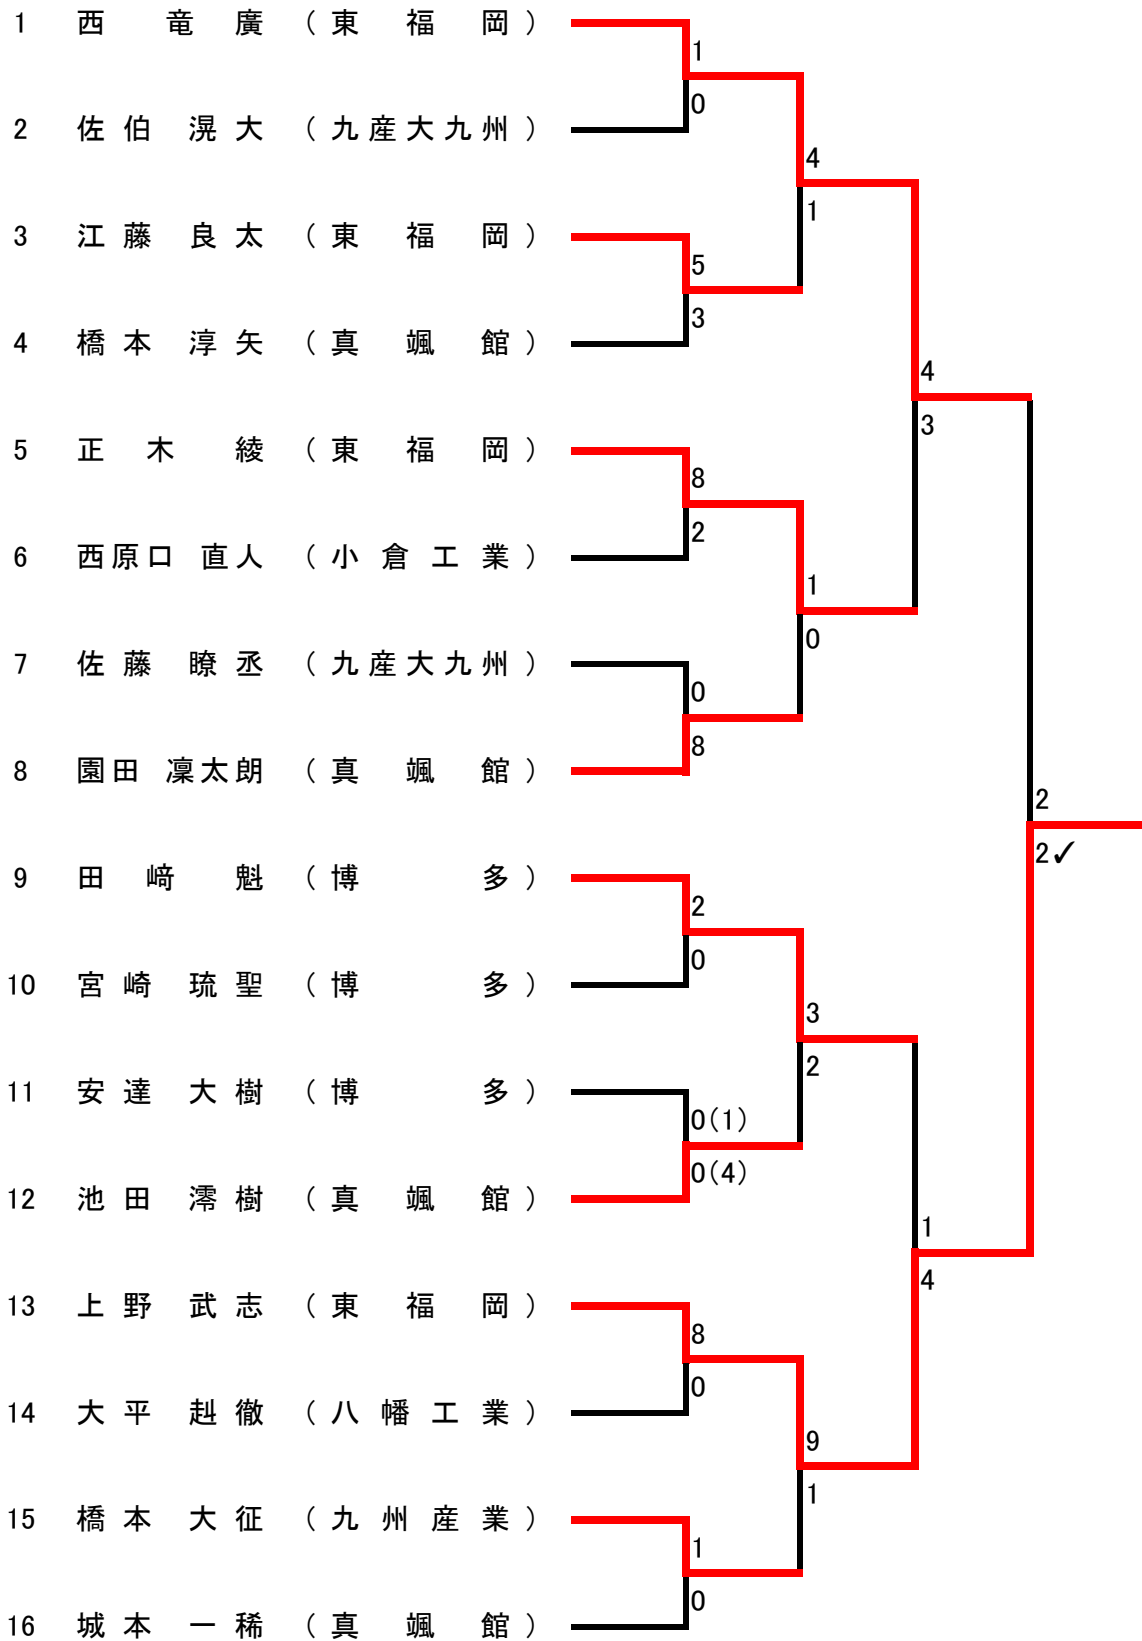 1 西 竜 廣 (東 福 岡)
1
0
2 佐伯 滉大 (九産大九州)
4
1
3 江藤 良太 (東 福 岡)
5
3
4 橋本 淳矢 (真 颯 館)
4
3
5 正木 綾 (東 福 岡)
8
2
6 西原口 直人 (小倉工業)
1
0
7 佐藤 瞭丞 (九産大九州)
0
8
8 園田 凜太朗 (真 颯 館)
2
2✓
9 田﨑 魁 (博 多)
2
0
10 宮崎 琉聖 (博 多)
3
2
11 安達 大樹 (博 多)
0(1)
0(4)
12 池田 澪樹 (真 颯 館)
1
4
13 上野 武志 (東 福 岡)
8
0
14 大平 赳徹 (八幡工業)
9
1
15 橋本 大征 (九州産業)
1
0
16 城本 一稀 (真 颯 館)